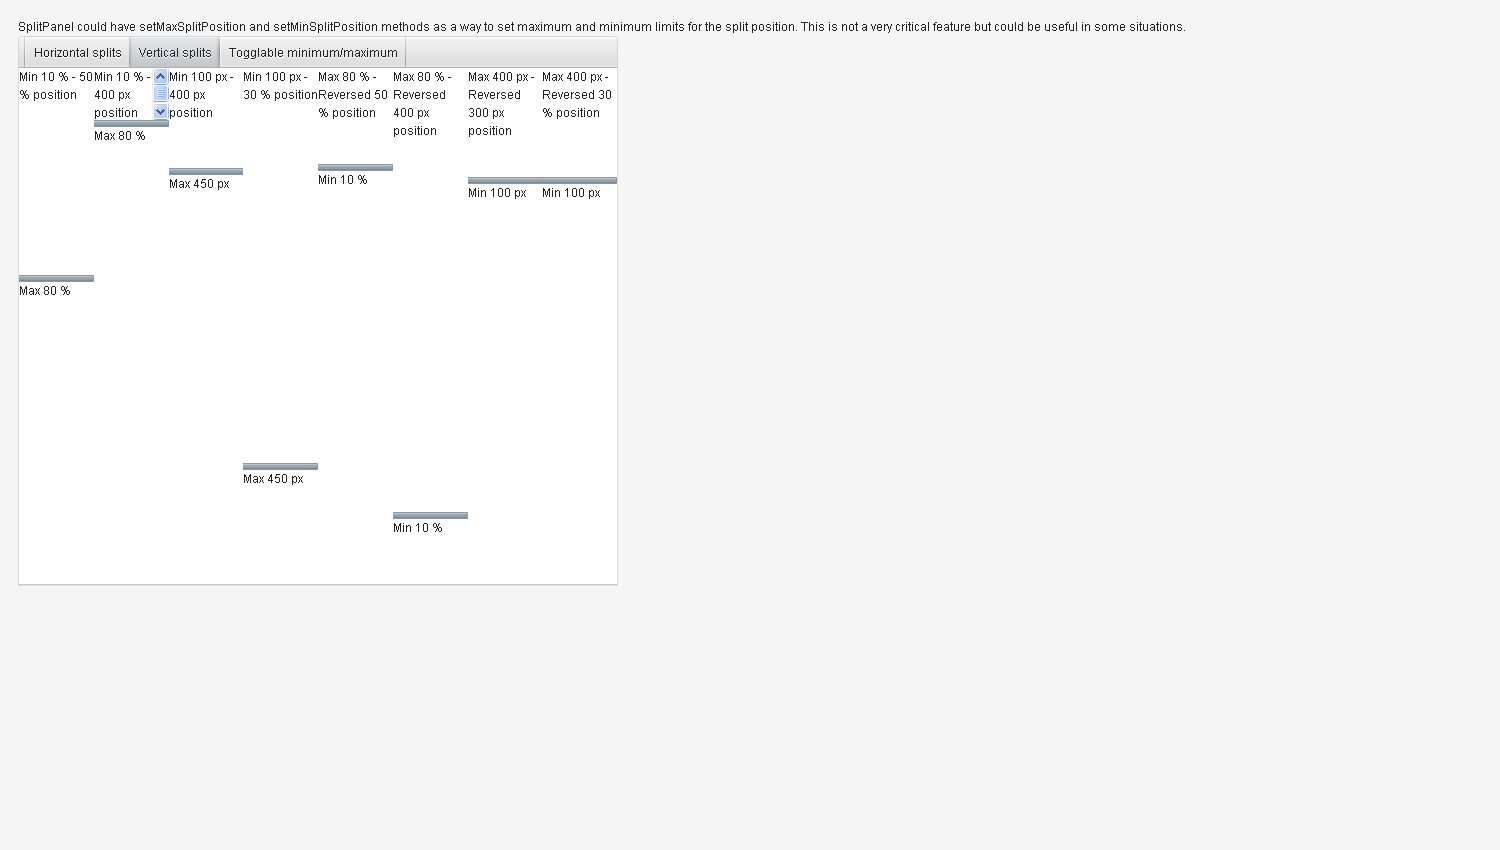 SplitPanel could have setMaxSplitPosition and setMinSplitPosition methods as a way to set maximum and minimum limits for the split position. This is not a very critical feature but could be useful in some situations.
Horizontal splits
Vertical splits
Togglable minimum/maximum
Min 10 % - 50
% position
Max 80 %
Min 10 % -
400 px
position
Max 80 %
Min 100 px -
400 px
position
Max 450 px
Min 100 px -
30 % position
Max 450 px
Max 80 % -
Reversed 50
% position
Min 10 %
Max 80 % -
Reversed
400 px
position
Min 10 %
Max 400 px -
Reversed
300 px
position
Min 100 px
Max 400 px -
Reversed 30
% position
Min 100 px